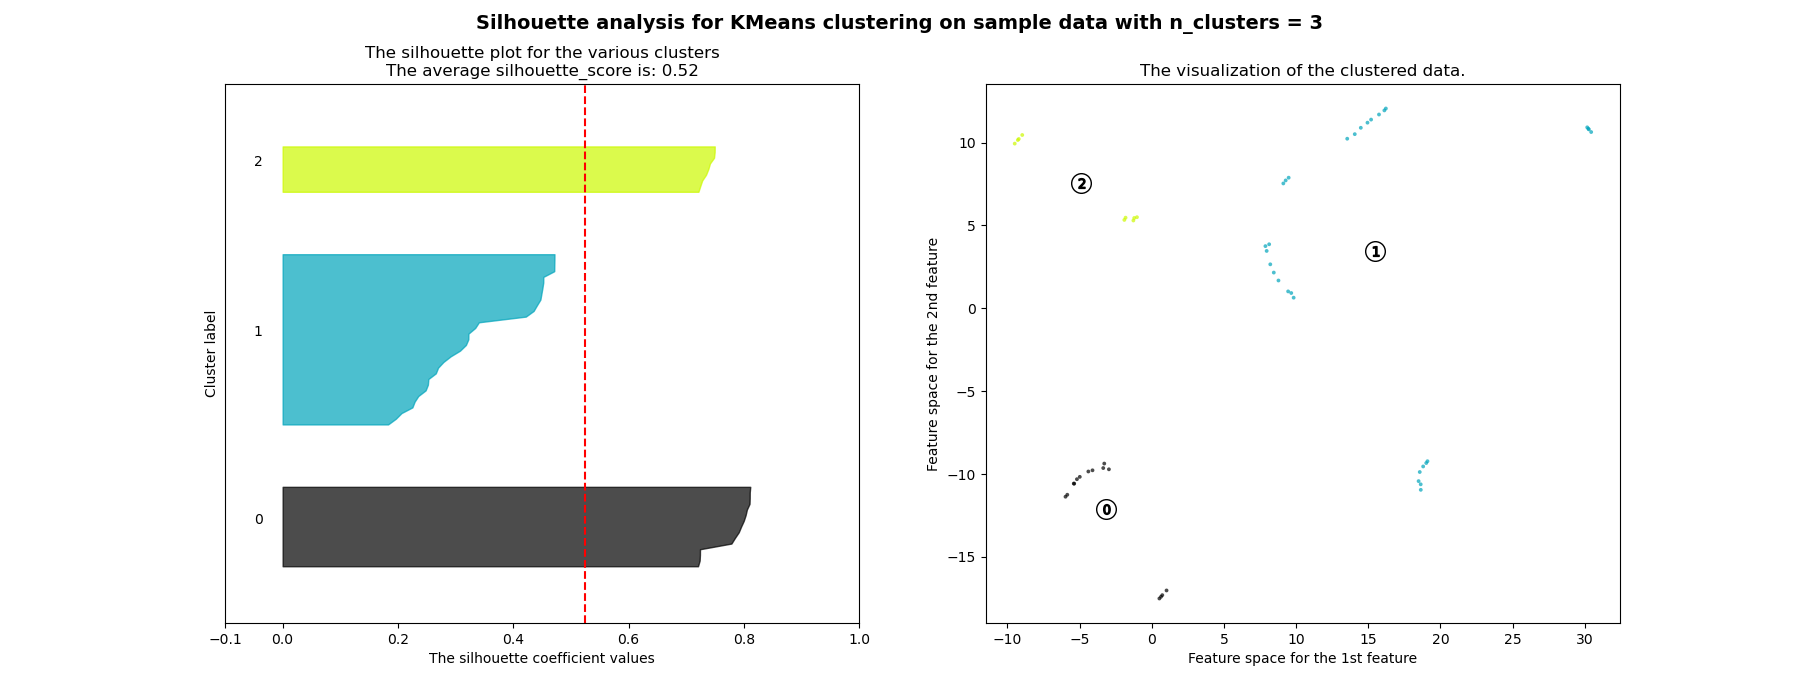 Silhouette analysis for KMeans clustering on sample data with n_clusters = 3
The silhouette plot for the various clusters
The average silhouette_score is: 0.52
2
1
0
Cluster label
−0.1 0.0 0.2 0.4 0.6 0.8 1.0
The silhouette coefficient values
The visualization of the clustered data.
10
5
0
−5
−10
−15
Feature space for the 2nd feature
2
1
0
−10 −5 0 5 10 15 20 25 30
Feature space for the 1st feature